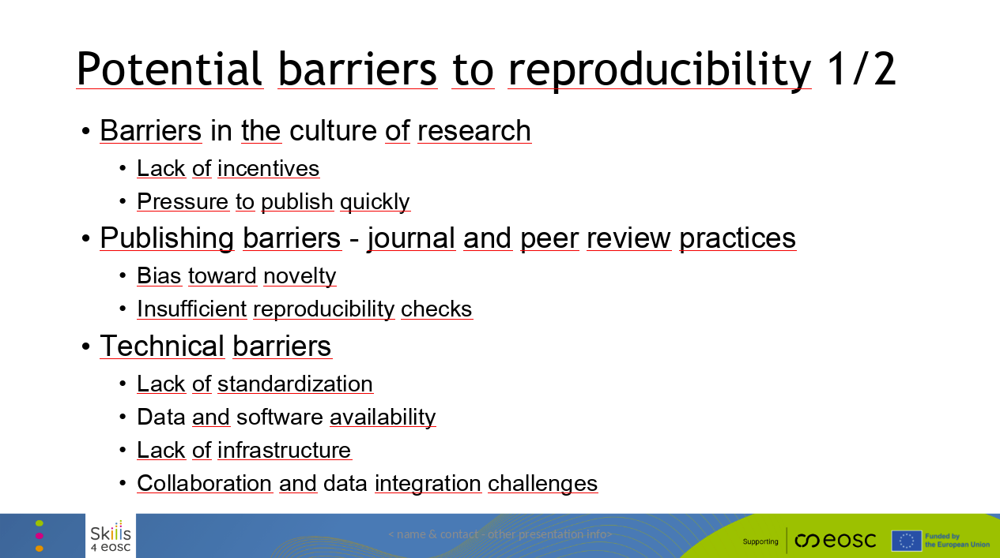 Potential barriers to reproducibility 1/2
• Barriers in the culture of research
• Lack of incentives
• Pressure to publish quickly
• Publishing barriers - journal and peer review practices
• Bias toward novelty
• Insufficient reproducibility checks
• Technical barriers
• Lack of standardization
• Data and software availability
• Lack of infrastructure
• Collaboration and data integration challenges
Skills
4 eosc
< name & contact - other presentation info>
Supporting
eosc
Funded by
the European Union